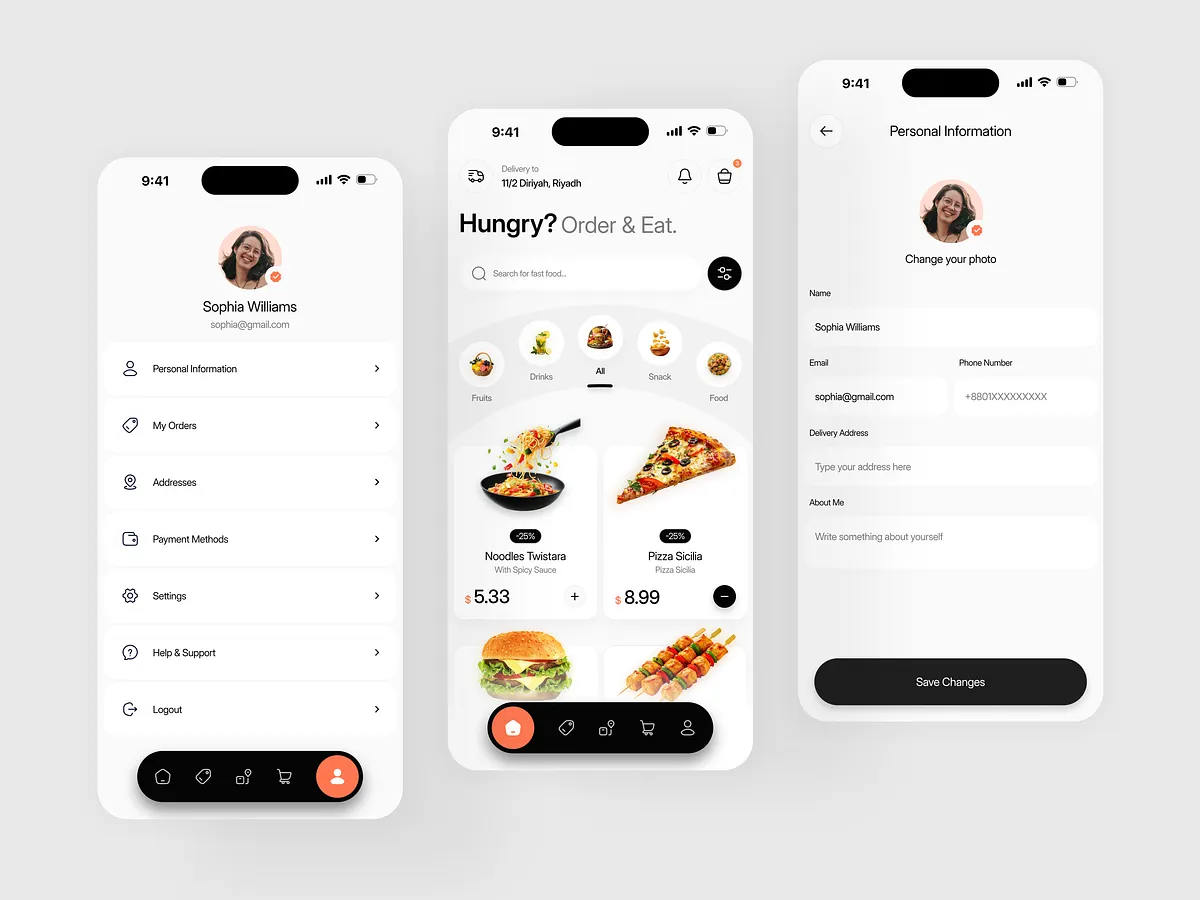 9:41
Sophia Williams
sophia@gmail.com
Personal Information
My Orders
Addresses
Payment Methods
Settings
Help & Support
Logout
9:41
Delivery to
11/2 Diriyah, Riyadh
3
Hungry? Order & Eat.
Search for fast food...
Fruits
Drinks
All
Snack
Food
-25%
Noodles Twistara
With Spicy Sauce
$ 5.33
-25%
Pizza Sicilia
Pizza Sicilia
$ 8.99
9:41
Personal Information
Change your photo
Name
Sophia Williams
Email
Phone Number
sophia@gmail.com
+8801XXXXXXXXX
Delivery Address
Type your address here
About Me
Write something about yourself
Save Changes